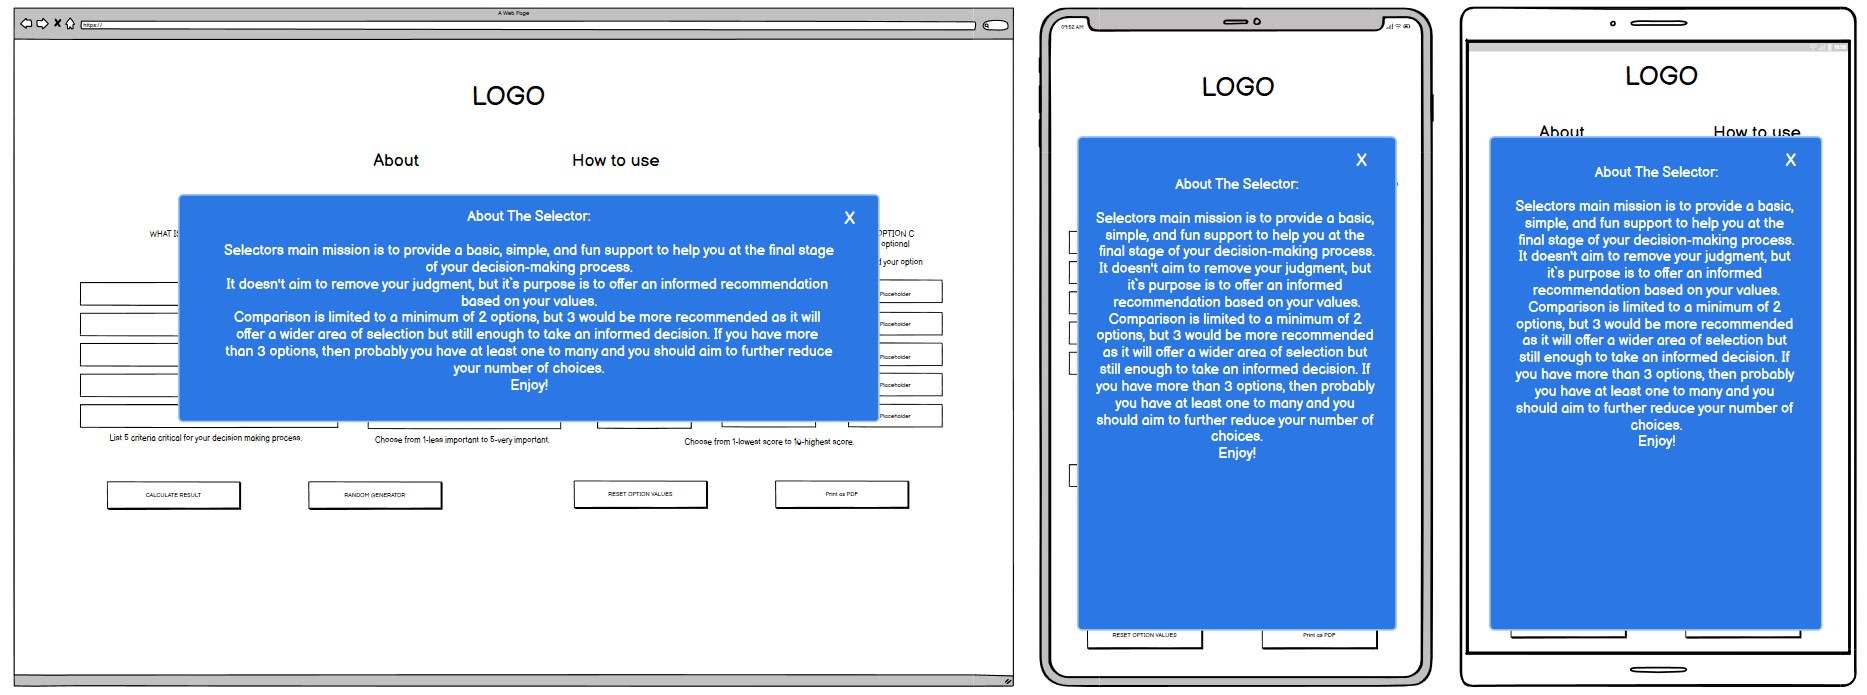 A Web Page
https://
LOGO
About
How to use
About The Selector:
X
Selectors main mission is to provide a basic, simple, and fun support to help you at the final stage
of your decision-making process.
It doesn't aim to remove your judgment, but it`s purpose is to offer an informed recommendation
based on your values.
Comparison is limited to a minimum of 2 options, but 3 would be more recommended as it will
offer a wider area of selection but still enough to take an informed decision. If you have more
than 3 options, then probably you have at least one to many and you should aim to further reduce
your number of choices.
Enjoy!
WHAT IS
OPTION C
optional
your option
Placeholder
Placeholder
Placeholder
Placeholder
Placeholder
List 5 criteria critical for your decision making process.
Choose from 1-less important to 5-very important.
Choose from 1-lowest score to 10-highest score.
CALCULATE RESULT
RANDOM GENERATOR
RESET OPTION VALUES
Print as PDF
09:52 AM
LOGO
X
About The Selector:
Selectors main mission is to provide a basic,
simple, and fun support to help you at the
final stage of your decision-making process.
It doesn't aim to remove your judgment, but
it`s purpose is to offer an informed
recommendation based on your values.
Comparison is limited to a minimum of 2
options, but 3 would be more recommended
as it will offer a wider area of selection but
still enough to take an informed decision. If
you have more than 3 options, then probably
you have at least one to many and you
should aim to further reduce your number of
choices.
Enjoy!
RESET OPTION VALUES
Print as PDF
LOGO
About
How to use
X
About The Selector:
Selectors main mission is to provide a basic,
simple, and fun support to help you at the
final stage of your decision-making process.
It doesn't aim to remove your judgment, but
it`s purpose is to offer an informed
recommendation based on your values.
Comparison is limited to a minimum of 2
options, but 3 would be more recommended
as it will offer a wider area of selection but
still enough to take an informed decision. If
you have more than 3 options, then probably
you have at least one to many and you
should aim to further reduce your number of
choices.
Enjoy!